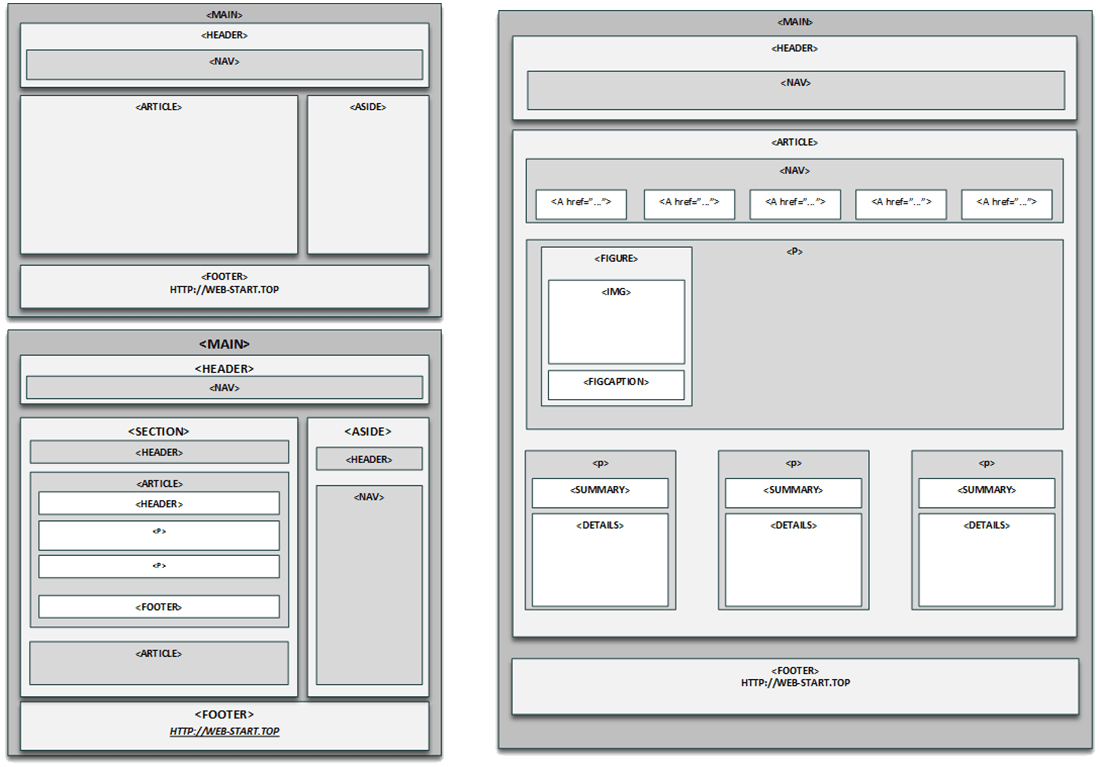 <MAIN>
<HEADER>
<NAV>
<ARTICLE>
<ASIDE>
<FOOTER>
HTTP://WEB-START.TOP
<MAIN>
<HEADER>
<NAV>
<SECTION>
<HEADER>
<ARTICLE>
<HEADER>
<P>
<P>
<FOOTER>
<ARTICLE>
<ASIDE>
<HEADER>
<NAV>
<FOOTER>
HTTP://WEB-START.TOP
<MAIN>
<HEADER>
<NAV>
<ARTICLE>
<NAV>
<A href="...">
<A href="...">
<A href="...">
<A href="...">
<A href="...">
<P>
<FIGURE>
<IMG>
<FIGCAPTION>
<p>
<SUMMARY>
<DETAILS>
<p>
<SUMMARY>
<DETAILS>
<p>
<SUMMARY>
<DETAILS>
<FOOTER>
HTTP://WEB-START.TOP